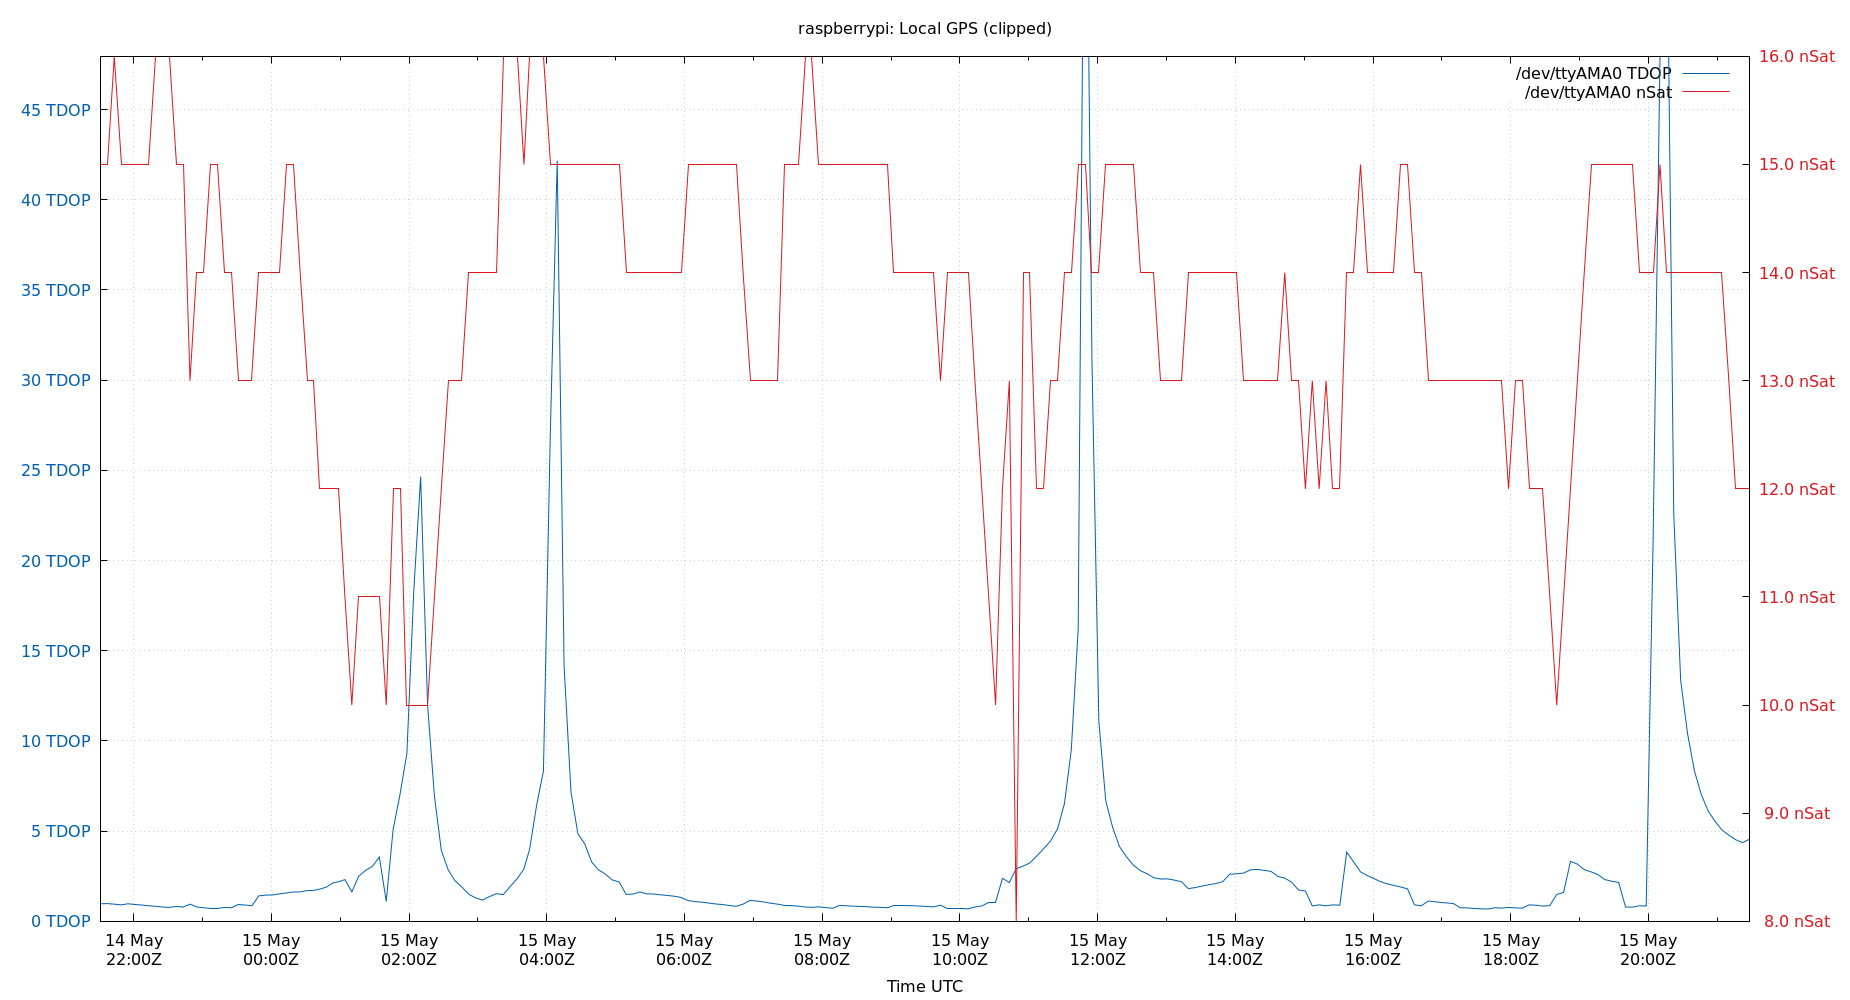 raspberrypi: Local GPS (clipped)
/dev/ttyAMA0 TDOP
/dev/ttyAMA0 nSat
45 TDOP
40 TDOP
35 TDOP
30 TDOP
25 TDOP
20 TDOP
15 TDOP
10 TDOP
5 TDOP
0 TDOP
16.0 nSat
15.0 nSat
14.0 nSat
13.0 nSat
12.0 nSat
11.0 nSat
10.0 nSat
9.0 nSat
8.0 nSat
14 May 15 May 15 May 15 May 15 May 15 May 15 May 15 May 15 May 15 May 15 May 15 May
22:00Z 00:00Z 02:00Z 04:00Z 06:00Z 08:00Z 10:00Z 12:00Z 14:00Z 16:00Z 18:00Z 20:00Z
Time UTC